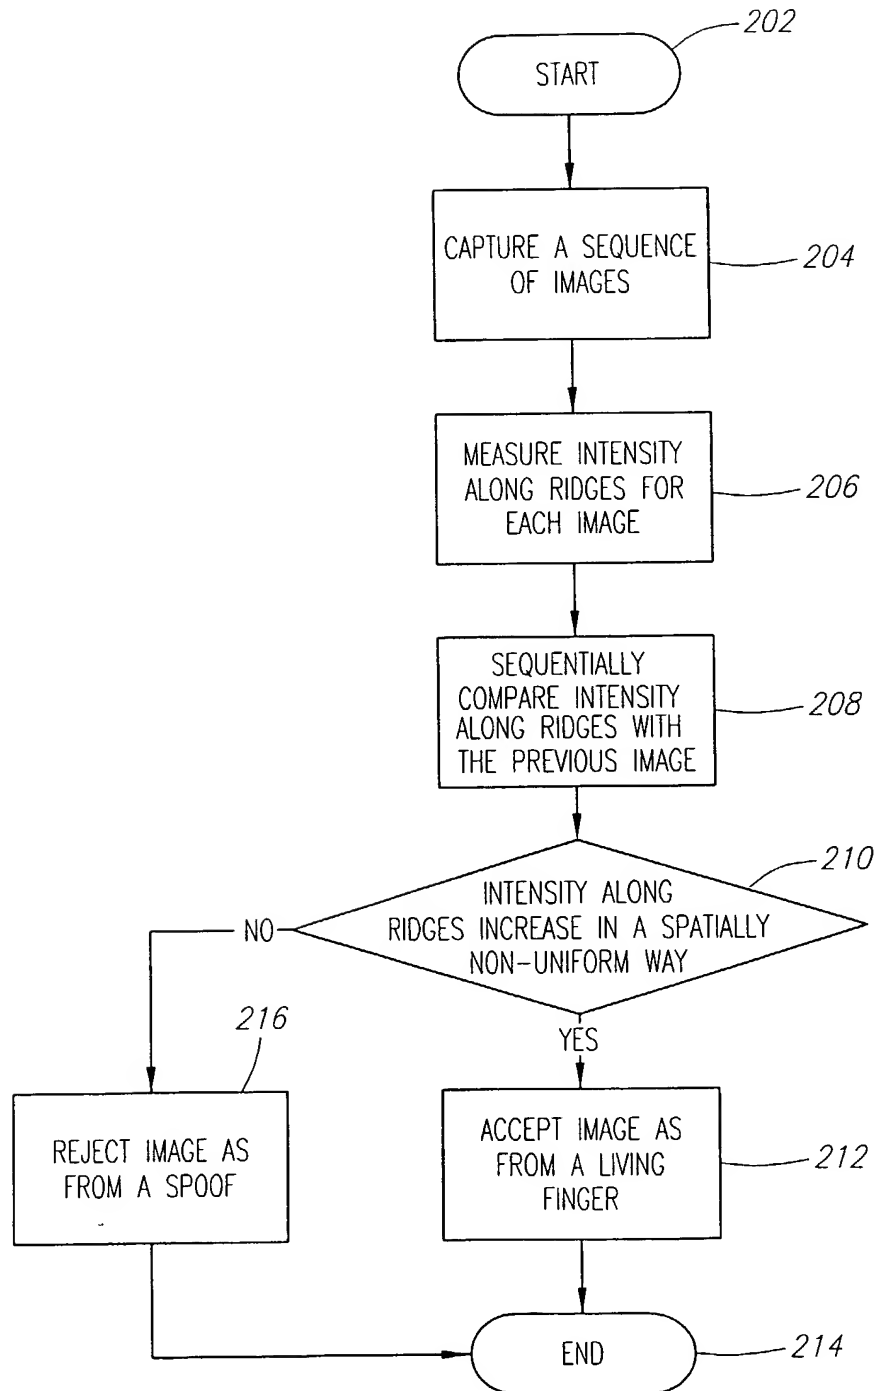 202
START
CAPTURE A SEQUENCE
OF IMAGES
204
MEASURE INTENSITY
ALONG RIDGES FOR
EACH IMAGE
206
SEQUENTIALLY
COMPARE INTENSITY
ALONG RIDGES WITH
THE PREVIOUS IMAGE
208
210
INTENSITY ALONG
RIDGES INCREASE IN A SPATIALLY
NON-UNIFORM WAY
NO
YES
216
REJECT IMAGE AS
FROM A SPOOF
ACCEPT IMAGE AS
FROM A LIVING
FINGER
212
END
214